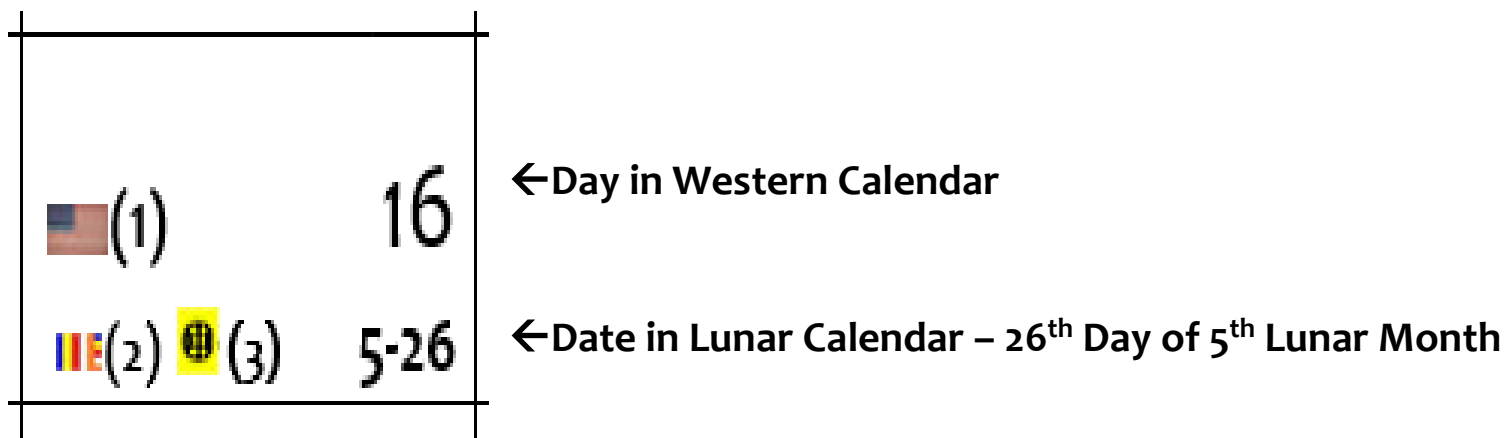 (1) 16 ←Day in Western Calendar
(2) (3) 5-26 ←Date in Lunar Calendar – 26th Day of 5th Lunar Month